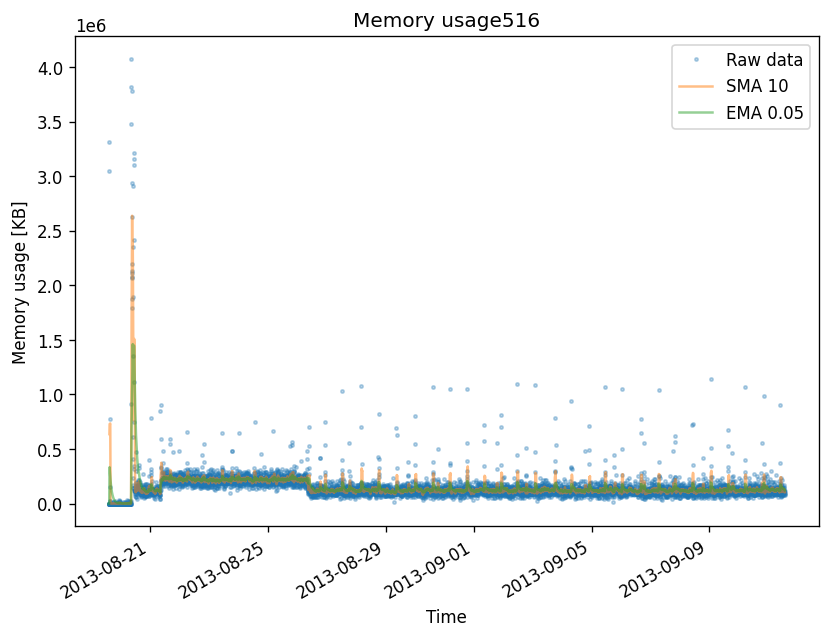 Memory usage516
1e6
Raw data
SMA 10
EMA 0.05
4.0
3.5
3.0
2.5
2.0
1.5
1.0
0.5
0.0
Memory usage [KB]
2013-08-21
2013-08-25
2013-08-29
2013-09-01
2013-09-05
2013-09-09
Time